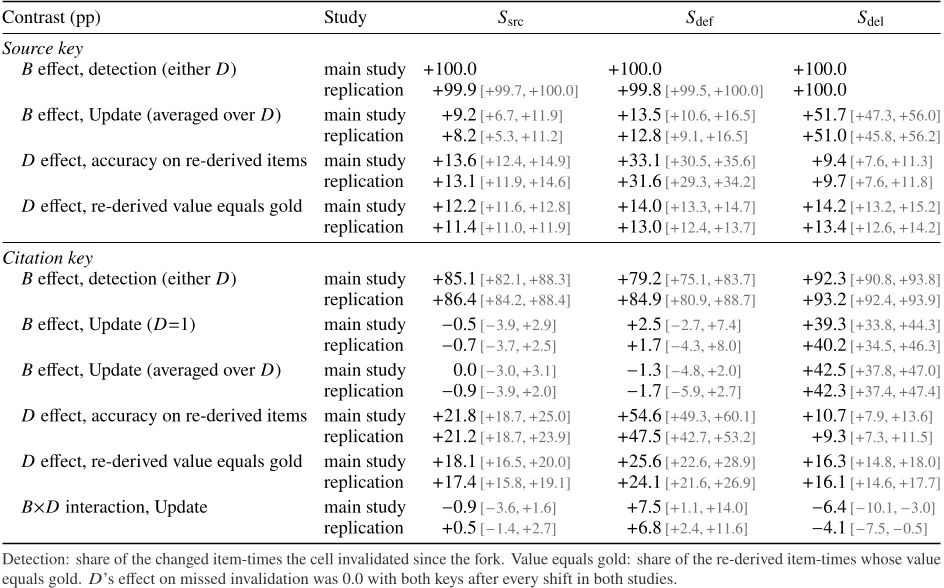 Contrast (pp) Study S_src S_def S_del
Source key
B effect, detection (either D) main study +100.0 +100.0 +100.0
replication +99.9 [+99.7, +100.0] +99.8 [+99.5, +100.0] +100.0
B effect, Update (averaged over D) main study +9.2 [+6.7, +11.9] +13.5 [+10.6, +16.5] +51.7 [+47.3, +56.0]
replication +8.2 [+5.3, +11.2] +12.8 [+9.1, +16.5] +51.0 [+45.8, +56.2]
D effect, accuracy on re-derived items main study +13.6 [+12.4, +14.9] +33.1 [+30.5, +35.6] +9.4 [+7.6, +11.3]
replication +13.1 [+11.9, +14.6] +31.6 [+29.3, +34.2] +9.7 [+7.6, +11.8]
D effect, re-derived value equals gold main study +12.2 [+11.6, +12.8] +14.0 [+13.3, +14.7] +14.2 [+13.2, +15.2]
replication +11.4 [+11.0, +11.9] +13.0 [+12.4, +13.7] +13.4 [+12.6, +14.2]
Citation key
B effect, detection (either D) main study +85.1 [+82.1, +88.3] +79.2 [+75.1, +83.7] +92.3 [+90.8, +93.8]
replication +86.4 [+84.2, +88.4] +84.9 [+80.9, +88.7] +93.2 [+92.4, +93.9]
B effect, Update (D=1) main study −0.5 [−3.9, +2.9] +2.5 [−2.7, +7.4] +39.3 [+33.8, +44.3]
replication −0.7 [−3.7, +2.5] +1.7 [−4.3, +8.0] +40.2 [+34.5, +46.3]
B effect, Update (averaged over D) main study 0.0 [−3.0, +3.1] −1.3 [−4.8, +2.0] +42.5 [+37.8, +47.0]
replication −0.9 [−3.9, +2.0] −1.7 [−5.9, +2.7] +42.3 [+37.4, +47.4]
D effect, accuracy on re-derived items main study +21.8 [+18.7, +25.0] +54.6 [+49.3, +60.1] +10.7 [+7.9, +13.6]
replication +21.2 [+18.7, +23.9] +47.5 [+42.7, +53.2] +9.3 [+7.3, +11.5]
D effect, re-derived value equals gold main study +18.1 [+16.5, +20.0] +25.6 [+22.6, +28.9] +16.3 [+14.8, +18.0]
replication +17.4 [+15.8, +19.1] +24.1 [+21.6, +26.9] +16.1 [+14.6, +17.7]
B×D interaction, Update main study −0.9 [−3.6, +1.6] +7.5 [+1.1, +14.0] −6.4 [−10.1, −3.0]
replication +0.5 [−1.4, +2.7] +6.8 [+2.4, +11.6] −4.1 [−7.5, −0.5]
Detection: share of the changed item-times the cell invalidated since the fork. Value equals gold: share of the re-derived item-times whose value
equals gold. D’s effect on missed invalidation was 0.0 with both keys after every shift in both studies.